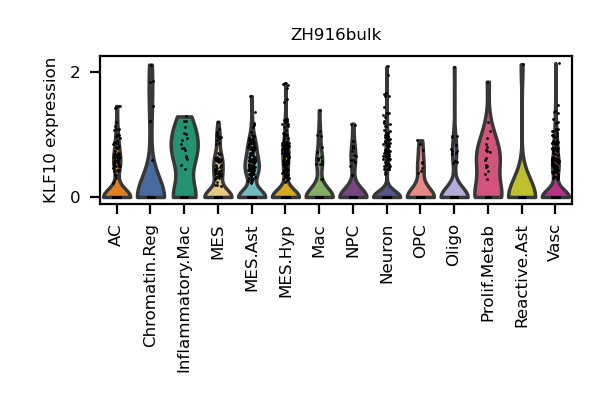 ZH916bulk
KLF10 expression
2
0
AC
Chromatin.Reg
Inflammatory.Mac
MES
MES.Ast
MES.Hyp
Mac
NPC
Neuron
OPC
Oligo
Prolif.Metab
Reactive.Ast
Vasc